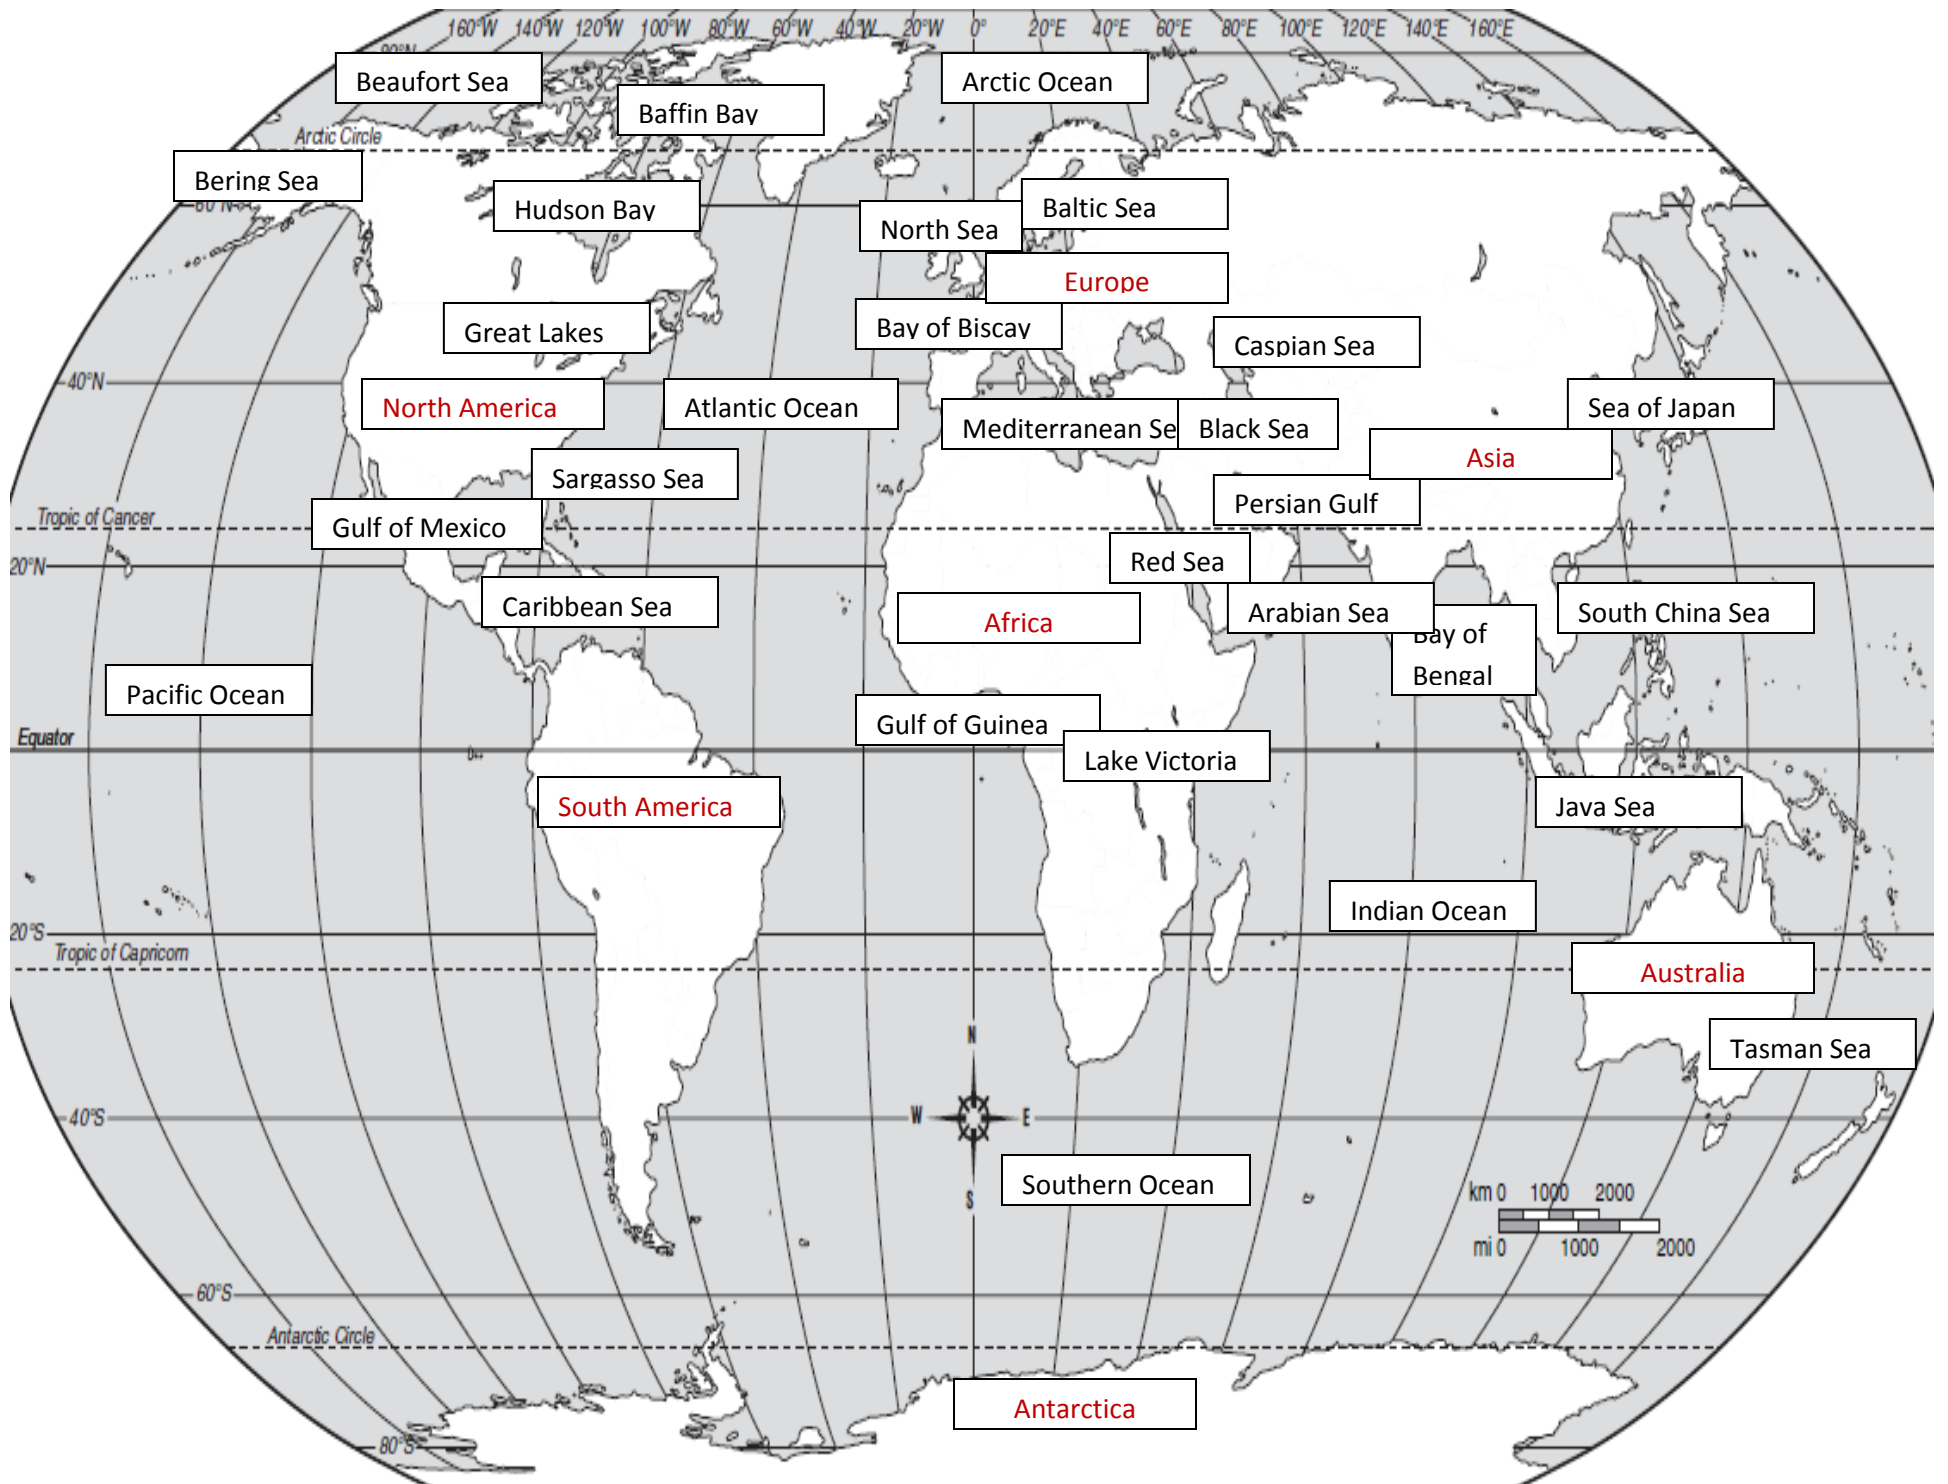 160°W 140°W 120°W 100°W 80°W 60°W 40°W 20°W 0° 20°E 40°E 60°E 80°E 100°E 120°E 140°E 160°E
Beaufort Sea
Arctic Ocean
Baffin Bay
Arctic Circle
Bering Sea
60°N
Hudson Bay
Baltic Sea
North Sea
Europe
Great Lakes
Bay of Biscay
Caspian Sea
40°N
North America
Atlantic Ocean
Sea of Japan
Mediterranean Se
Black Sea
Asia
Sargasso Sea
Persian Gulf
Tropic of Cancer
Gulf of Mexico
20°N
Red Sea
Caribbean Sea
Africa
Arabian Sea
South China Sea
Bay of
Bengal
Pacific Ocean
Gulf of Guinea
Equator
Lake Victoria
South America
Java Sea
Indian Ocean
20°S
Tropic of Capricorn
Australia
N
Tasman Sea
40°S
W E
Southern Ocean
S
km 0 1000 2000
mi 0 1000 2000
60°S
Antarctic Circle
Antarctica
80°S